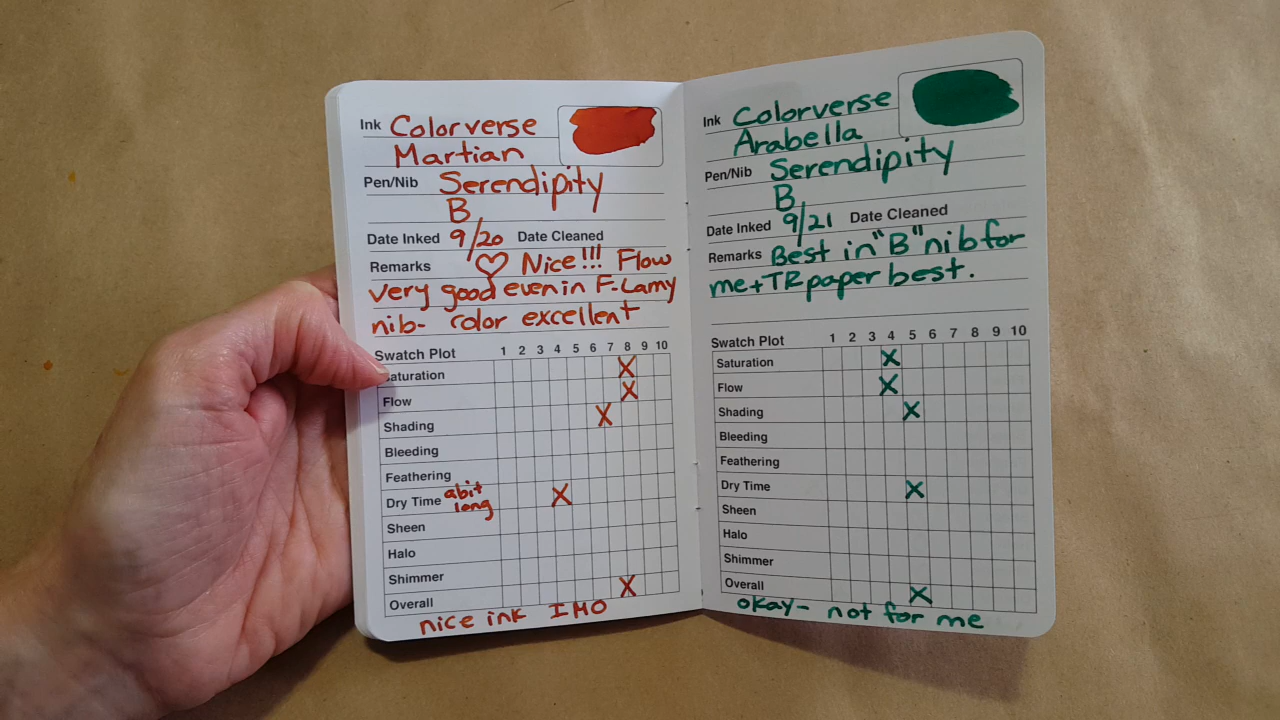 Ink Colorverse
Martian
Pen/Nib Serendipity
B
Date Inked 9/20 Date Cleaned
Remarks ♡ Nice!!! Flow
very good even in F. Lamy
nib- color excellent
Swatch Plot 1 2 3 4 5 6 7 8 9 10
Saturation X
Flow X
Shading X
Bleeding
Feathering
Dry Time a bit long X
Sheen
Halo
Shimmer
Overall X
nice ink IMO
Ink Colorverse
Arabella
Pen/Nib Serendipity
B
Date Inked 9/21 Date Cleaned
Remarks Best in "B" nib for
me + TR paper best.
Swatch Plot 1 2 3 4 5 6 7 8 9 10
Saturation X
Flow X
Shading X
Bleeding
Feathering
Dry Time X
Sheen
Halo
Shimmer
Overall X
okay- not for me